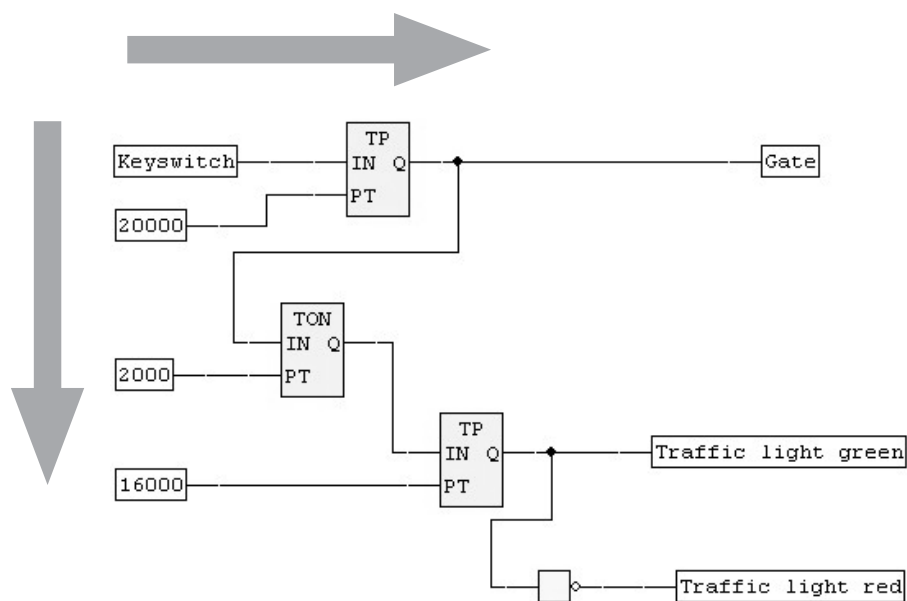 TP
Keyswitch
IN Q
Gate
PT
20000
TON
IN Q
2000
PT
TP
IN Q
Traffic light green
16000
PT
Traffic light red